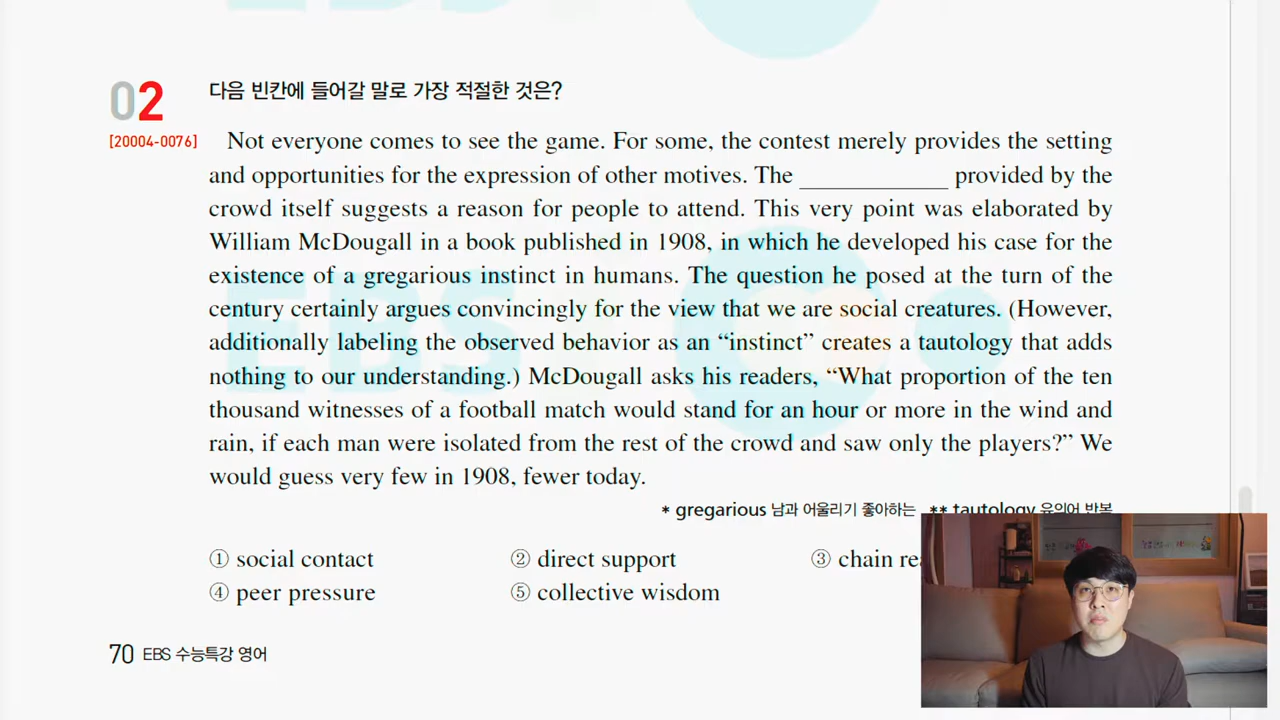 02
다음 빈칸에 들어갈 말로 가장 적절한 것은?
[20004-0076]
Not everyone comes to see the game. For some, the contest merely provides the setting
and opportunities for the expression of other motives. The ____________ provided by the
crowd itself suggests a reason for people to attend. This very point was elaborated by
William McDougall in a book published in 1908, in which he developed his case for the
existence of a gregarious instinct in humans. The question he posed at the turn of the
century certainly argues convincingly for the view that we are social creatures. (However,
additionally labeling the observed behavior as an “instinct” creates a tautology that adds
nothing to our understanding.) McDougall asks his readers, “What proportion of the ten
thousand witnesses of a football match would stand for an hour or more in the wind and
rain, if each man were isolated from the rest of the crowd and saw only the players?” We
would guess very few in 1908, fewer today.
* gregarious 남과 어울리기 좋아하는 ** tautology 유의어 반복
① social contact ② direct support ③ chain
④ peer pressure ⑤ collective wisdom
70 EBS 수능특강 영어